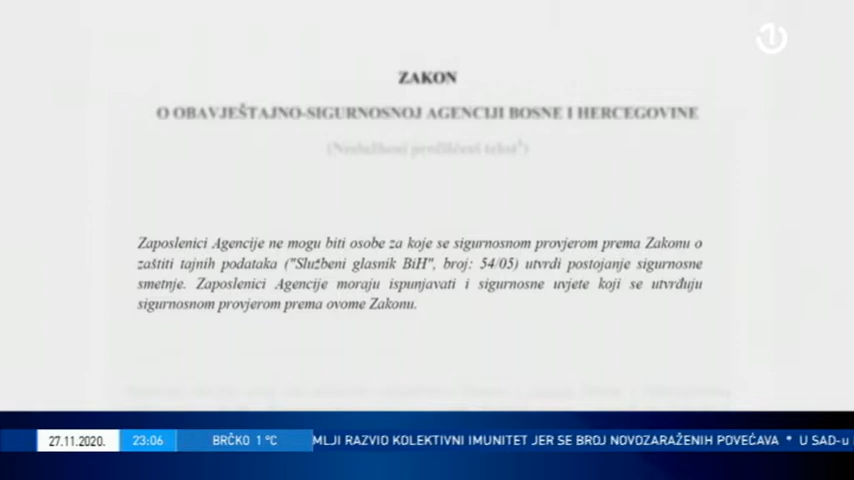 ZAKON
O OBAVJEŠTAJNO-SIGURNOSNOJ AGENCIJI BOSNE I HERCEGOVINE
(Neslužbeni prečišćeni tekst¹)
Zaposlenici Agencije ne mogu biti osobe za koje se sigurnosnom provjerom prema Zakonu o
zaštiti tajnih podataka ("Službeni glasnik BiH", broj: 54/05) utvrdi postojanje sigurnosne
smetnje. Zaposlenici Agencije moraju ispunjavati i sigurnosne uvjete koji se utvrđuju
sigurnosnom provjerom prema ovome Zakonu.
27.11.2020. 23:06 BRČKO 1 °C MLJI RAZVIO KOLEKTIVNI IMUNITET JER SE BROJ NOVOZARAŽENIH POVEĆAVA * U SAD-u